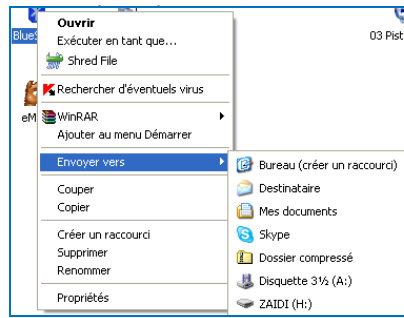 Ouvrir
BlueS
Exécuter en tant que...
03 Pist
Shred File
Rechercher d'éventuels virus
eM
WinRAR
Ajouter au menu Démarrer
Envoyer vers
Bureau (créer un raccourci)
Destinataire
Couper
Copier
Mes documents
Skype
Créer un raccourci
Supprimer
Dossier compressé
Renommer
Disquette 3½ (A:)
Propriétés
ZAIDI (H:)